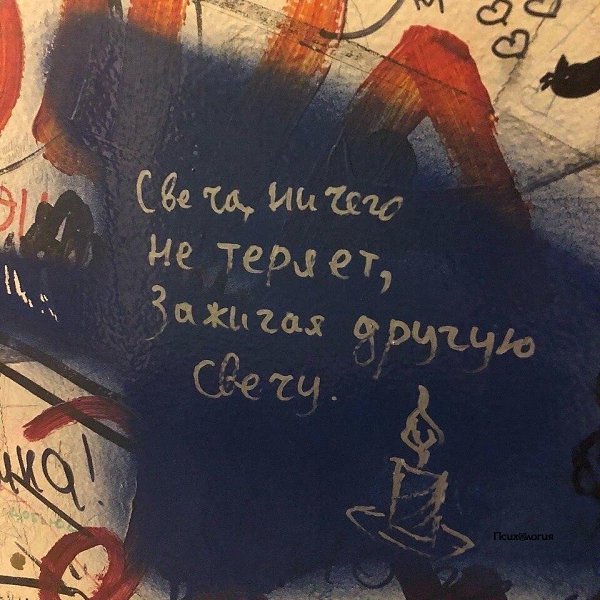 Свеча, ничего
не теряет,
Зажигая другую
свечу.
Психология